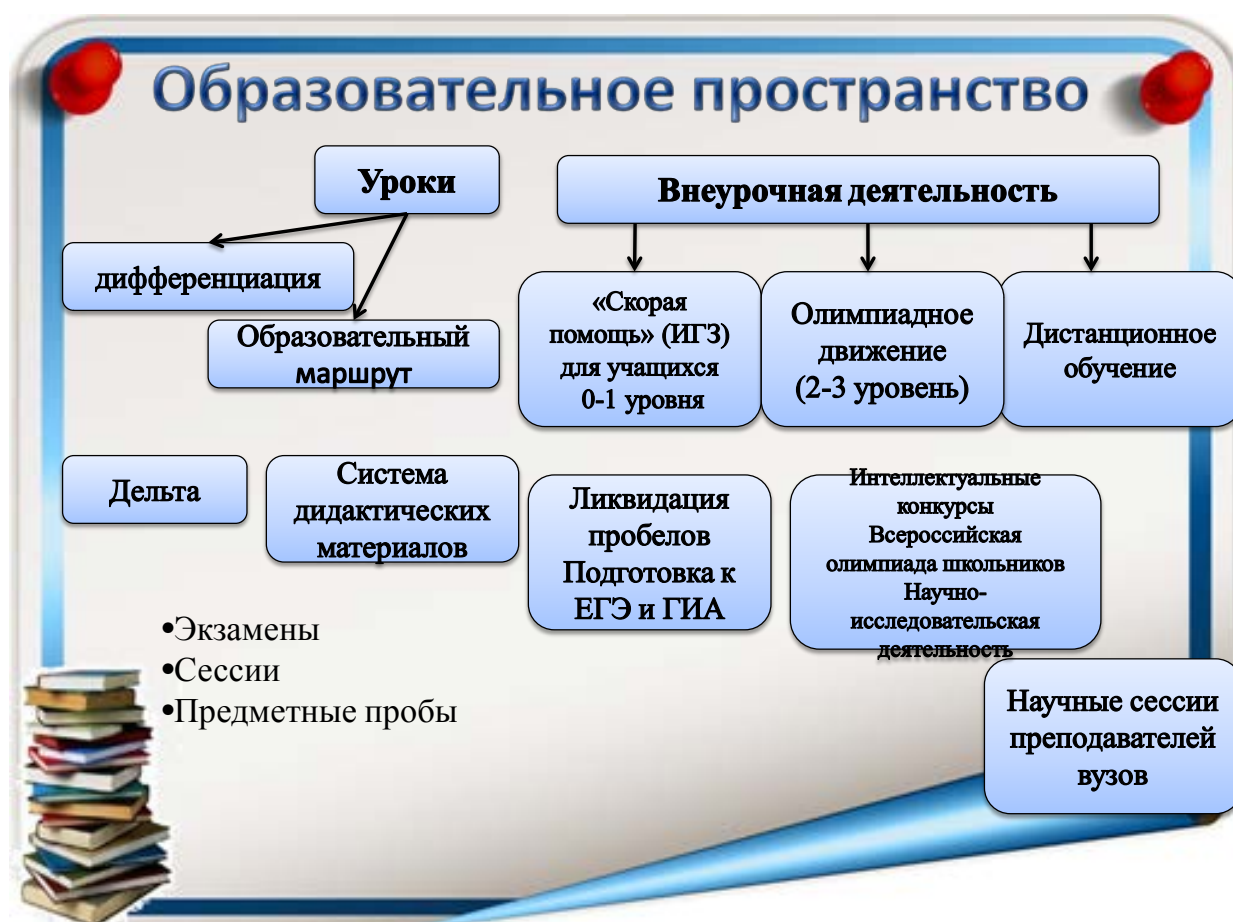 Образовательное пространство
Уроки
Внеурочная деятельность
дифференциация
Образовательный
маршрут
«Скорая
помощь» (ИГЗ)
для учащихся
0-1 уровня
Олимпиадное
движение
(2-3 уровень)
Дистанционное
обучение
Дельта
Система
дидактических
материалов
Ликвидация
пробелов
Подготовка к
ЕГЭ и ГИА
Интеллектуальные
конкурсы
Всероссийская
олимпиада школьников
Научно-
исследовательская
деятельность
•Экзамены
•Сессии
•Предметные пробы
Научные сессии
преподавателей
вузов